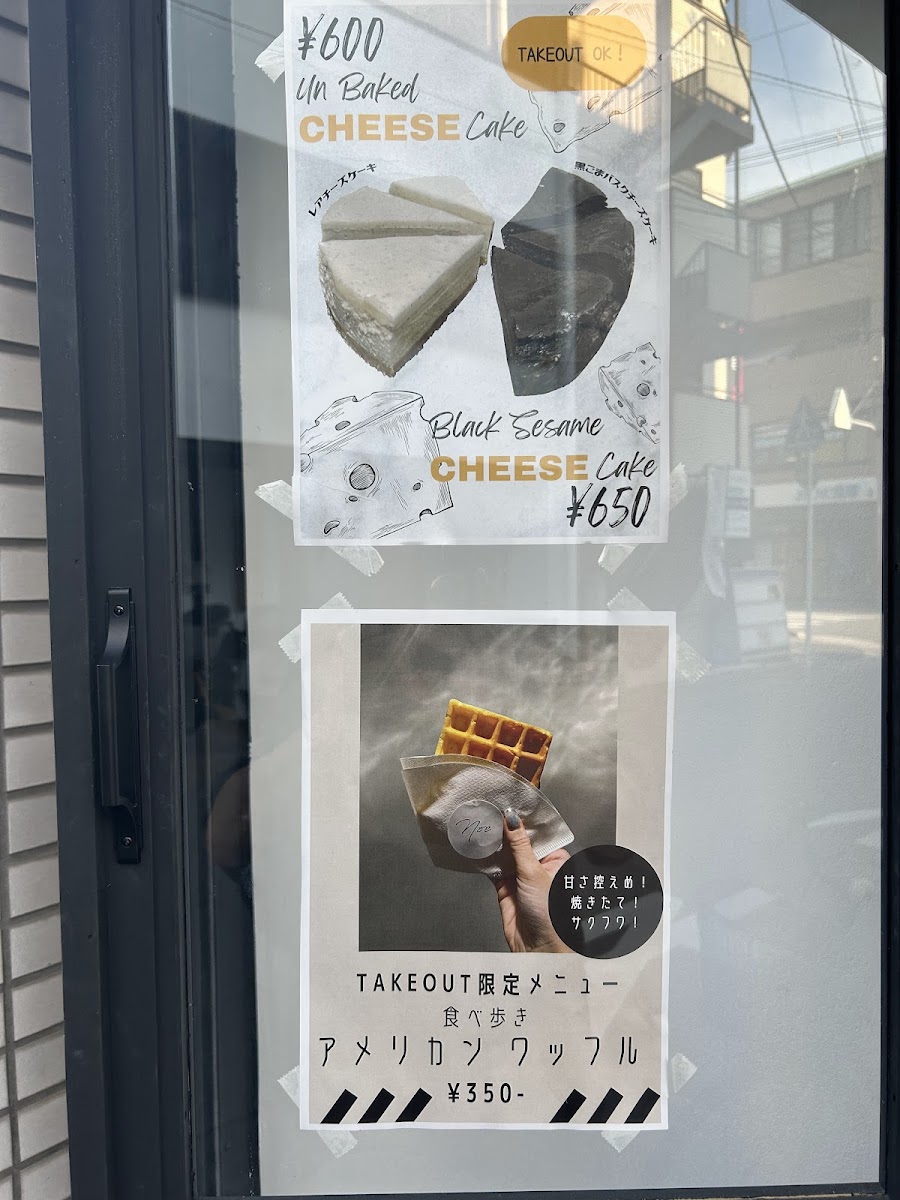 ¥600
TAKEOUT OK!
Un Baked
CHEESE Cake
レアチーズケーキ
黒ごまバスクチーズケーキ
Black Sesame
CHEESE Cake
¥650
甘さ控えめ!
焼きたて!
サクフワ!
TAKEOUT限定メニュー
食べ歩き
アメリカンワッフル
¥350-